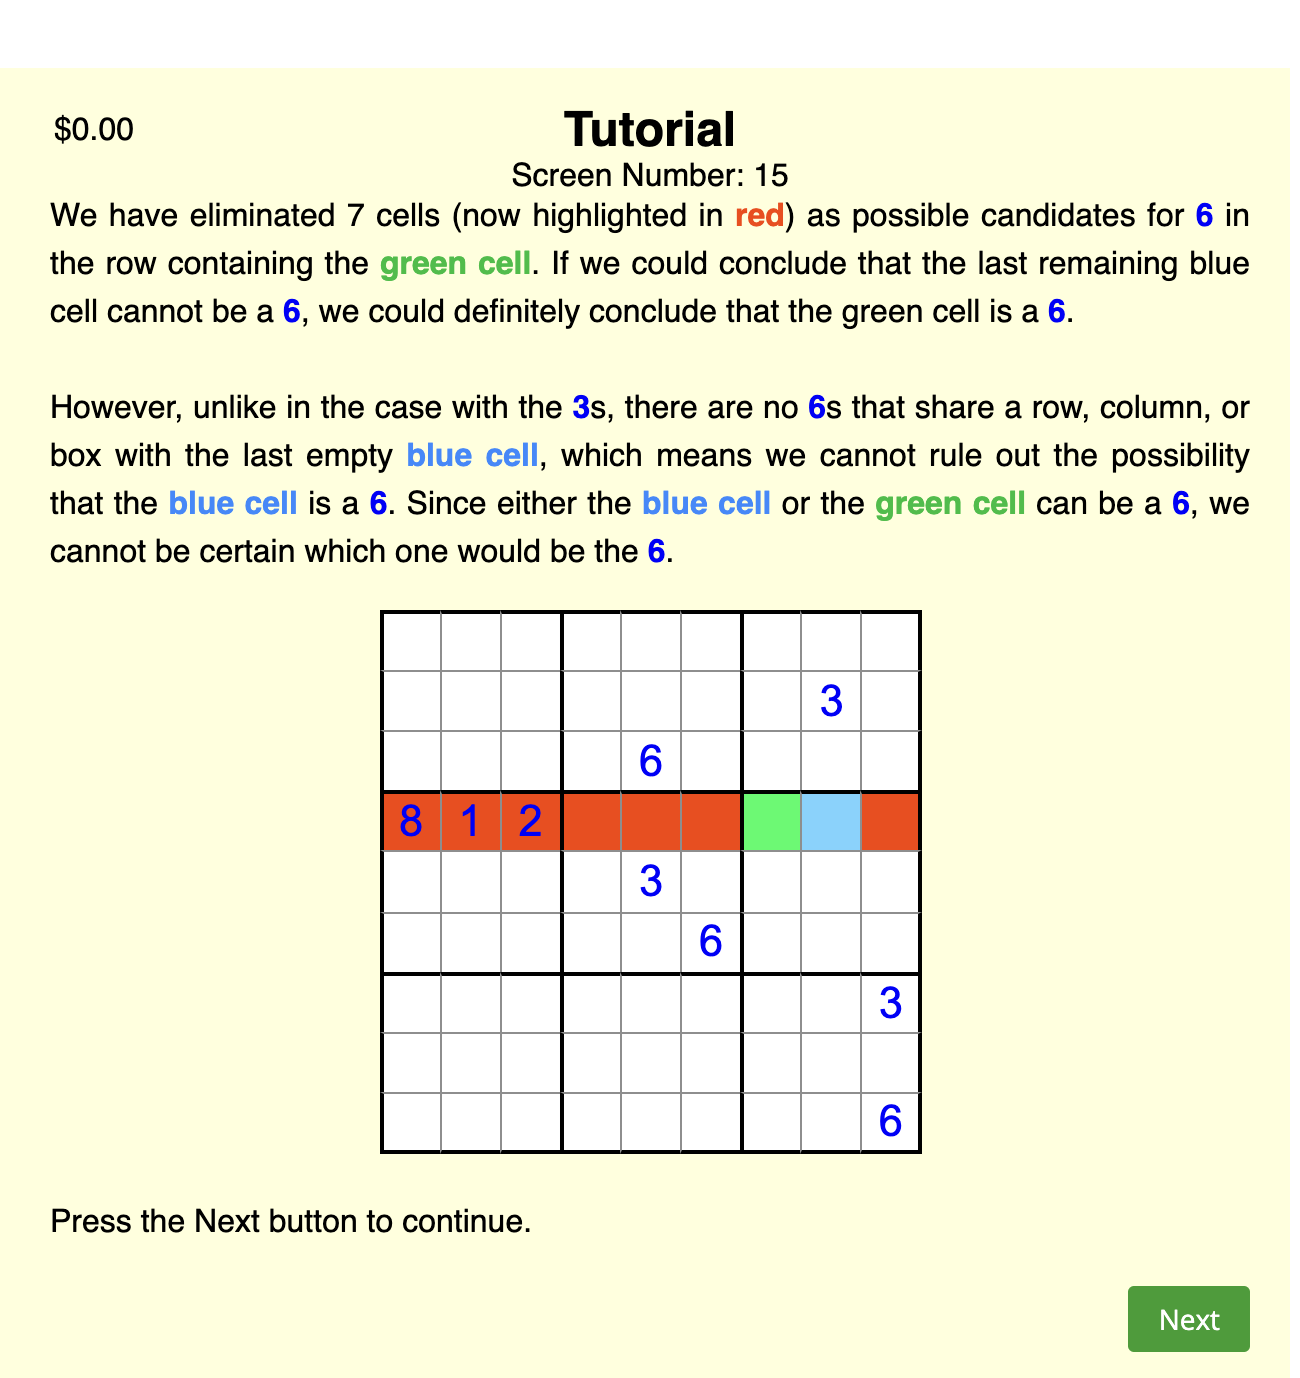 $0.00
Tutorial
Screen Number: 15
We have eliminated 7 cells (now highlighted in red) as possible candidates for 6 in
the row containing the green cell. If we could conclude that the last remaining blue
cell cannot be a 6, we could definitely conclude that the green cell is a 6.
However, unlike in the case with the 3s, there are no 6s that share a row, column, or
box with the last empty blue cell, which means we cannot rule out the possibility
that the blue cell is a 6. Since either the blue cell or the green cell can be a 6, we
cannot be certain which one would be the 6.
3
6
8 1 2
3
6
3
6
Press the Next button to continue.
Next